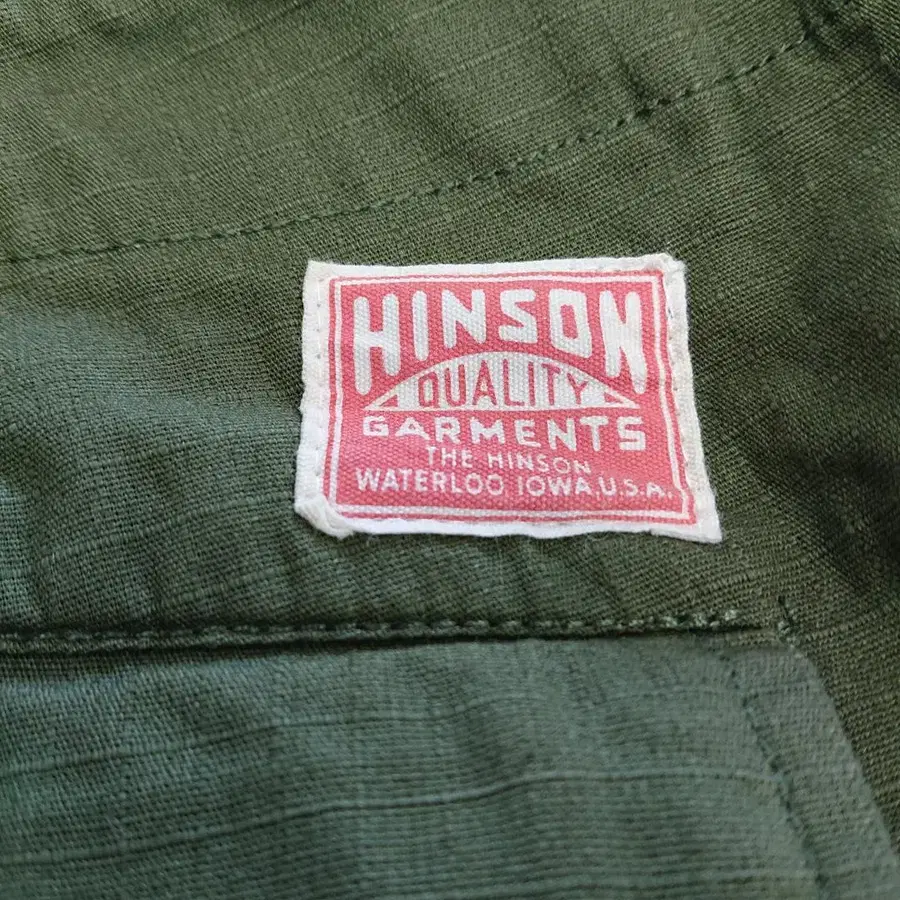 HINSON
QUALITY
GARMENTS
THE HINSON
WATERLOO, IOWA, U.S.A.